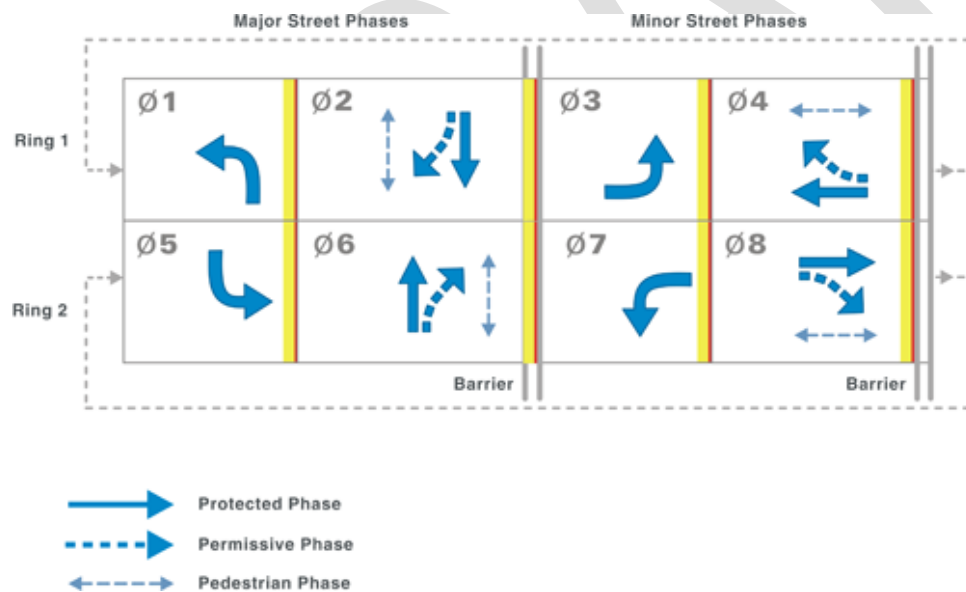 Major Street Phases
Minor Street Phases
Ring 1
Ø1
Ø2
Ø3
Ø4
Ring 2
Ø5
Ø6
Ø7
Ø8
Barrier
Barrier
Protected Phase
Permissive Phase
Pedestrian Phase